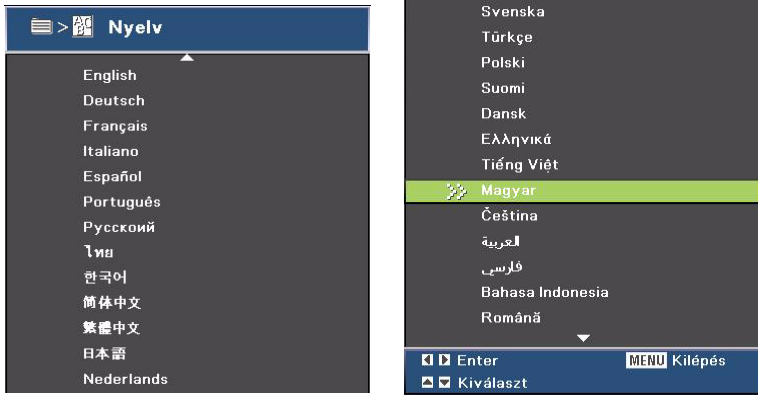 > Nyelv
English
Deutsch
Français
Italiano
Español
Português
Русский
ไทย
한국어
简体中文
繁體中文
日本語
Nederlands
Svenska
Türkçe
Polski
Suomi
Dansk
Ελληνικά
Tiếng Việt
Magyar
Čeština
العربية
فارسي
Bahasa Indonesia
Română
Enter MENU Kilépés
Kiválaszt